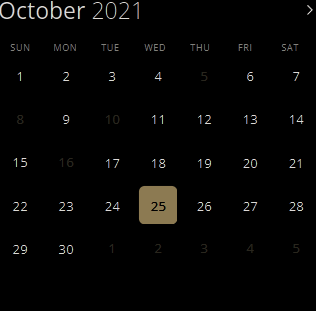 October 2021
SUN MON TUE WED THU FRI SAT
1 2 3 4 5 6 7
8 9 10 11 12 13 14
15 16 17 18 19 20 21
22 23 24 25 26 27 28
29 30 1 2 3 4 5